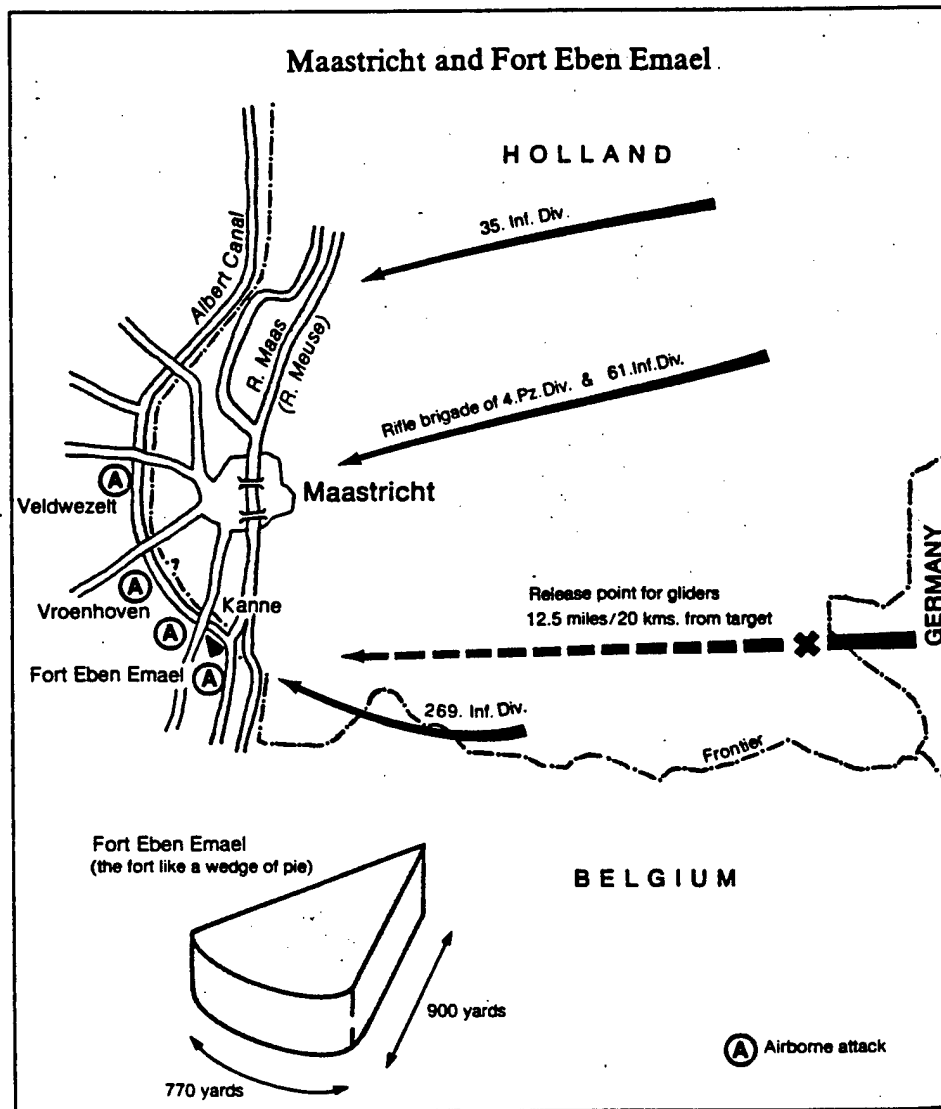 Maastricht and Fort Eben Emael
HOLLAND
35. Inf. Div.
Albert Canal
R. Maas
(R. Meuse)
Rifle brigade of 4.Pz.Div. & 61.Inf.Div.
A
Veldwezelt
Maastricht
GERMANY
?
A
Vroenhoven
Kanne
Release point for gliders
12.5 miles/20 kms. from target
A
Fort Eben Emael
A
269. Inf. Div.
Frontier
Fort Eben Emael
(the fort like a wedge of pie)
BELGIUM
900 yards
770 yards
A Airborne attack